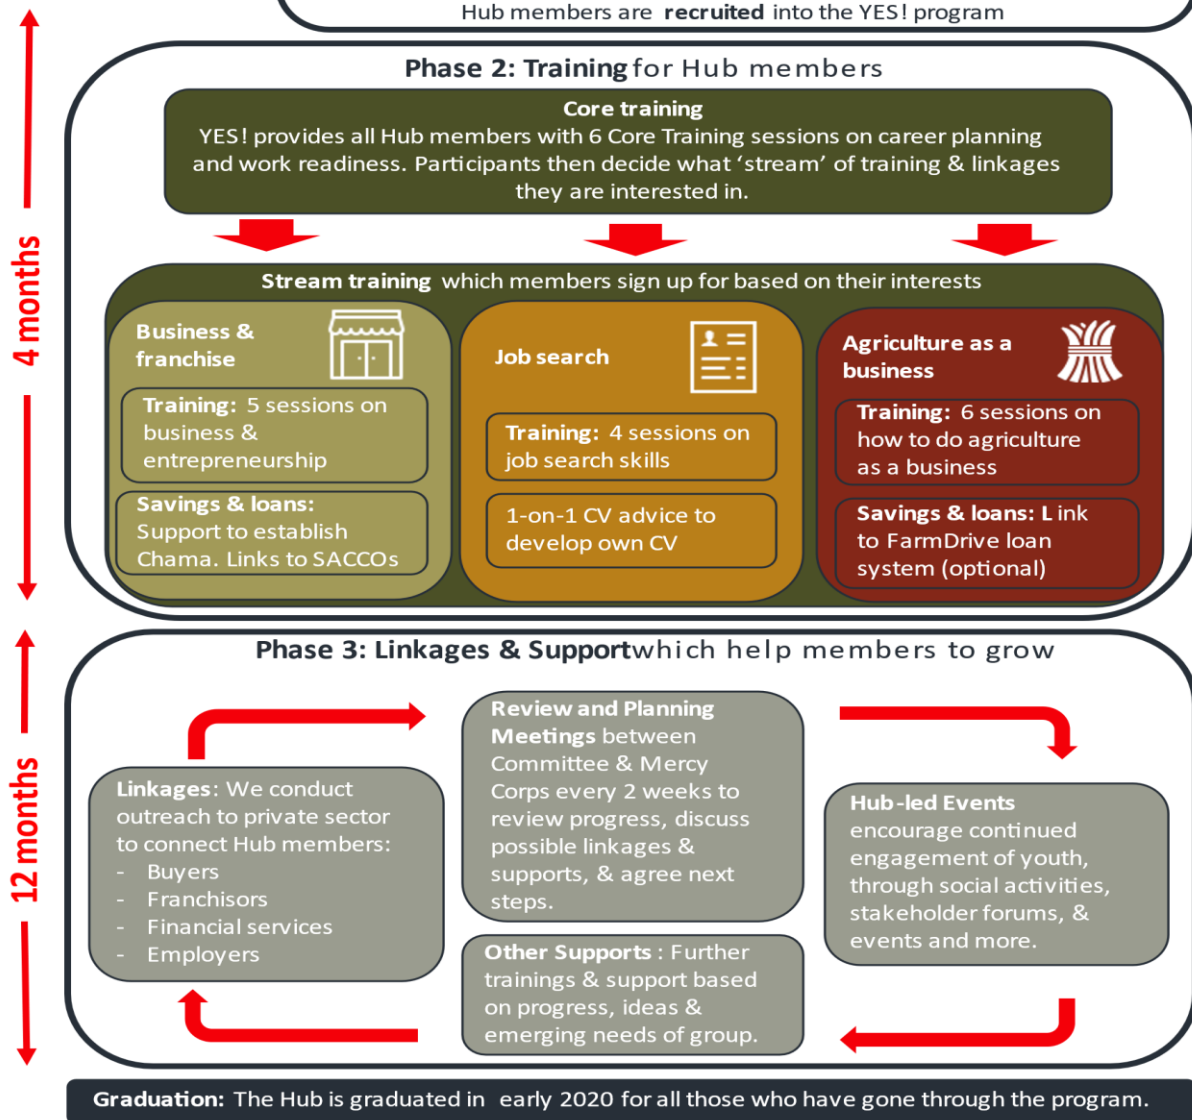 Hub members are recruited into the YES! program
Phase 2: Training for Hub members
Core training
YES! provides all Hub members with 6 Core Training sessions on career planning
and work readiness. Participants then decide what ‘stream’ of training & linkages
they are interested in.
4 months
Stream training which members sign up for based on their interests
Business &
franchise
Training: 5 sessions on
business &
entrepreneurship
Savings & loans:
Support to establish
Chama. Links to SACCOs
Job search
Training: 4 sessions on
job search skills
1-on-1 CV advice to
develop own CV
Agriculture as a
business
Training: 6 sessions on
how to do agriculture
as a business
Savings & loans: L ink
to FarmDrive loan
system (optional)
12 months
Phase 3: Linkages & Support which help members to grow
Linkages: We conduct
outreach to private sector
to connect Hub members:
- Buyers
- Franchisors
- Financial services
- Employers
Review and Planning
Meetings between
Committee & Mercy
Corps every 2 weeks to
review progress, discuss
possible linkages &
supports, & agree next
steps.
Hub-led Events
encourage continued
engagement of youth,
through social activities,
stakeholder forums, &
events and more.
Other Supports : Further
trainings & support based
on progress, ideas &
emerging needs of group.
Graduation: The Hub is graduated in early 2020 for all those who have gone through the program.